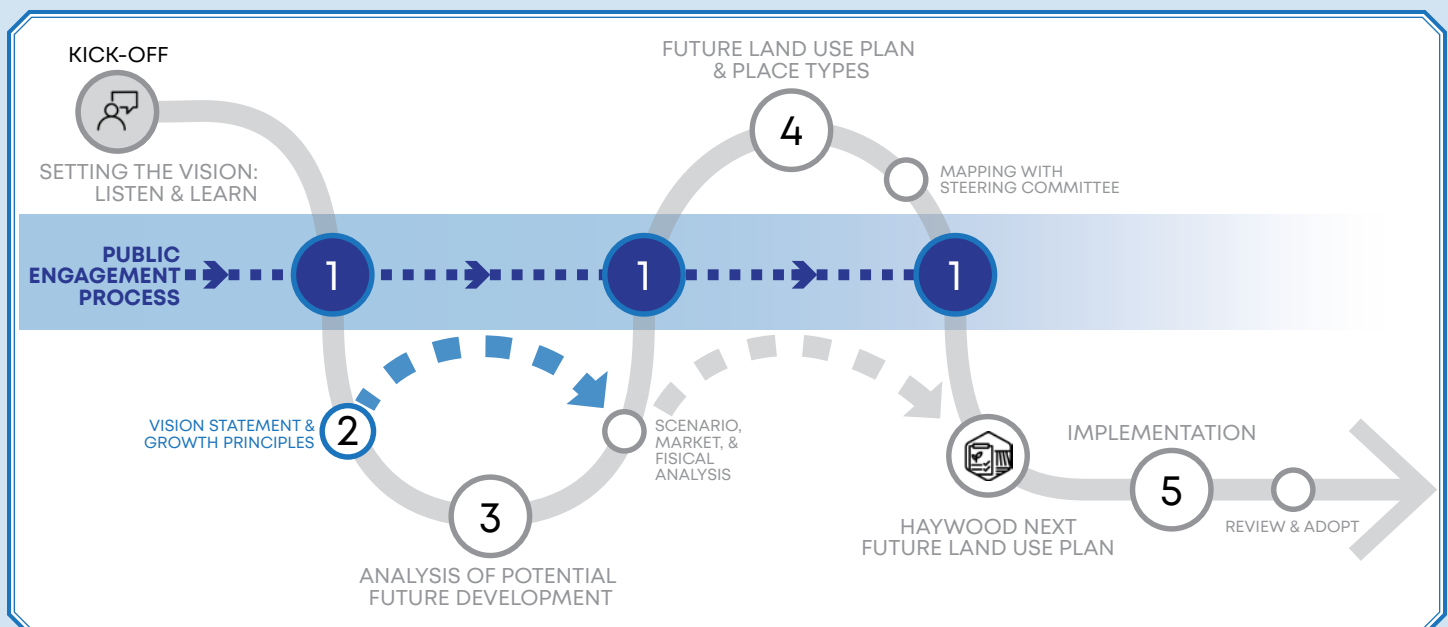 KICK-OFF
SETTING THE VISION:
LISTEN & LEARN
PUBLIC
ENGAGEMENT
PROCESS
1
1
1
VISION STATEMENT &
GROWTH PRINCIPLES
2
3
ANALYSIS OF POTENTIAL
FUTURE DEVELOPMENT
SCENARIO,
MARKET, &
FISICAL
ANALYSIS
FUTURE LAND USE PLAN
& PLACE TYPES
4
MAPPING WITH
STEERING COMMITTEE
HAYWOOD NEXT
FUTURE LAND USE PLAN
IMPLEMENTATION
5
REVIEW & ADOPT